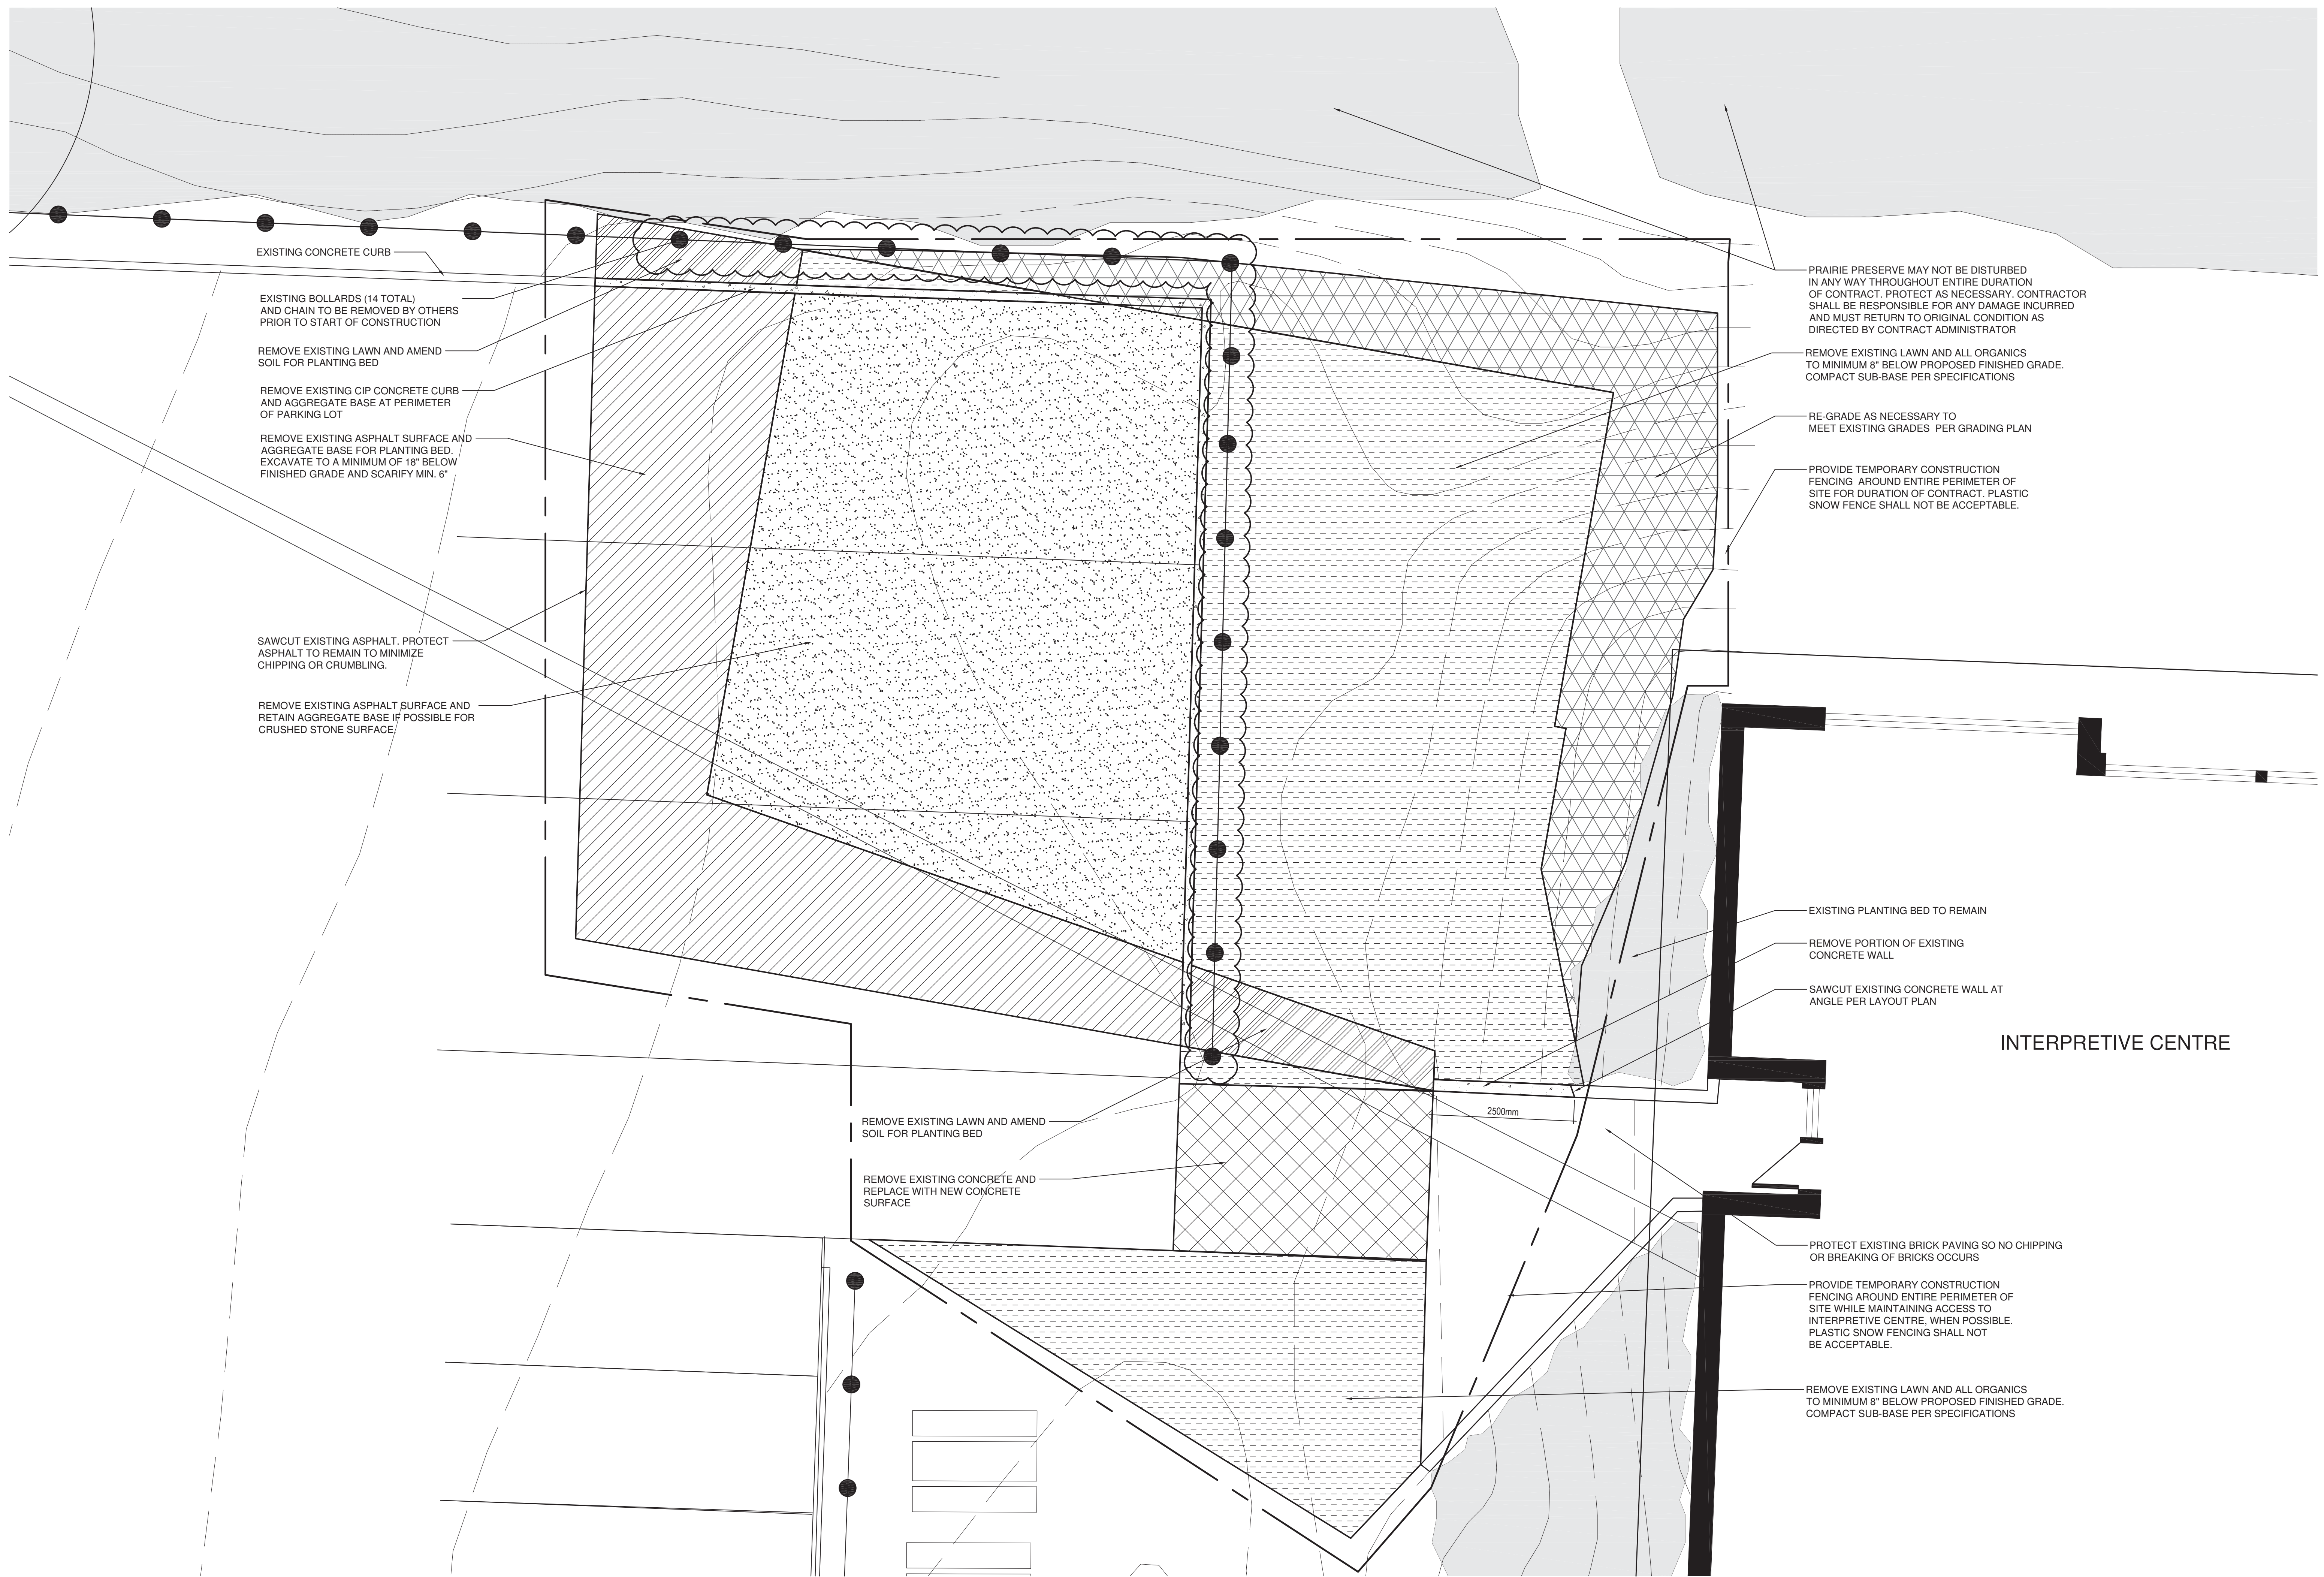 EXISTING CONCRETE CURB
EXISTING BOLLARDS (14 TOTAL)
AND CHAIN TO BE REMOVED BY OTHERS
PRIOR TO START OF CONSTRUCTION
REMOVE EXISTING LAWN AND AMEND
SOIL FOR PLANTING BED
REMOVE EXISTING CIP CONCRETE CURB
AND AGGREGATE BASE AT PERIMETER
OF PARKING LOT
REMOVE EXISTING ASPHALT SURFACE AND
AGGREGATE BASE FOR PLANTING BED.
EXCAVATE TO A MINIMUM OF 18" BELOW
FINISHED GRADE AND SCARIFY MIN. 6"
SAWCUT EXISTING ASPHALT. PROTECT
ASPHALT TO REMAIN TO MINIMIZE
CHIPPING OR CRUMBLING.
REMOVE EXISTING ASPHALT SURFACE AND
RETAIN AGGREGATE BASE IF POSSIBLE FOR
CRUSHED STONE SURFACE.
REMOVE EXISTING LAWN AND AMEND
SOIL FOR PLANTING BED
REMOVE EXISTING CONCRETE AND
REPLACE WITH NEW CONCRETE
SURFACE
2500mm
PRAIRIE PRESERVE MAY NOT BE DISTURBED
IN ANY WAY THROUGHOUT ENTIRE DURATION
OF CONTRACT. PROTECT AS NECESSARY. CONTRACTOR
SHALL BE RESPONSIBLE FOR ANY DAMAGE INCURRED
AND MUST RETURN TO ORIGINAL CONDITION AS
DIRECTED BY CONTRACT ADMINISTRATOR
REMOVE EXISTING LAWN AND ALL ORGANICS
TO MINIMUM 8" BELOW PROPOSED FINISHED GRADE.
COMPACT SUB-BASE PER SPECIFICATIONS
RE-GRADE AS NECESSARY TO
MEET EXISTING GRADES PER GRADING PLAN
PROVIDE TEMPORARY CONSTRUCTION
FENCING AROUND ENTIRE PERIMETER OF
SITE FOR DURATION OF CONTRACT. PLASTIC
SNOW FENCE SHALL NOT BE ACCEPTABLE.
EXISTING PLANTING BED TO REMAIN
REMOVE PORTION OF EXISTING
CONCRETE WALL
SAWCUT EXISTING CONCRETE WALL AT
ANGLE PER LAYOUT PLAN
INTERPRETIVE CENTRE
PROTECT EXISTING BRICK PAVING SO NO CHIPPING
OR BREAKING OF BRICKS OCCURS
PROVIDE TEMPORARY CONSTRUCTION
FENCING AROUND ENTIRE PERIMETER OF
SITE WHILE MAINTAINING ACCESS TO
INTERPRETIVE CENTRE, WHEN POSSIBLE.
PLASTIC SNOW FENCING SHALL NOT
BE ACCEPTABLE.
REMOVE EXISTING LAWN AND ALL ORGANICS
TO MINIMUM 8" BELOW PROPOSED FINISHED GRADE.
COMPACT SUB-BASE PER SPECIFICATIONS